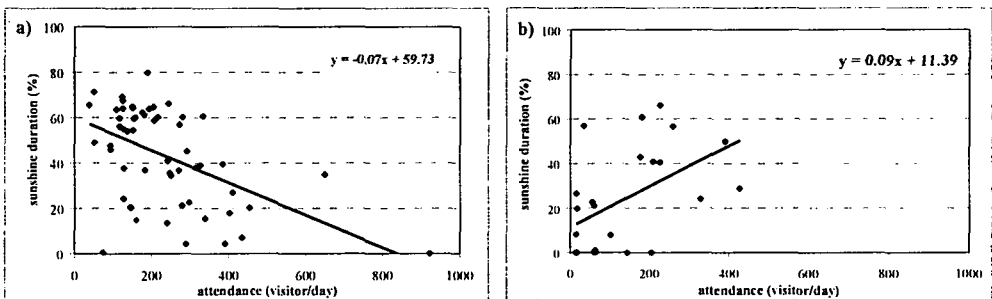 a)
y = -0,07x + 59.73
sunshine duration (%)
100
80
60
40
20
0
0 200 400 600 800 1000
attendance (visitor/day)
b)
y = 0.09x + 11.39
sunshine duration (%)
100
80
60
40
20
0
0 200 400 600 800 1000
attendance (visitor/day)